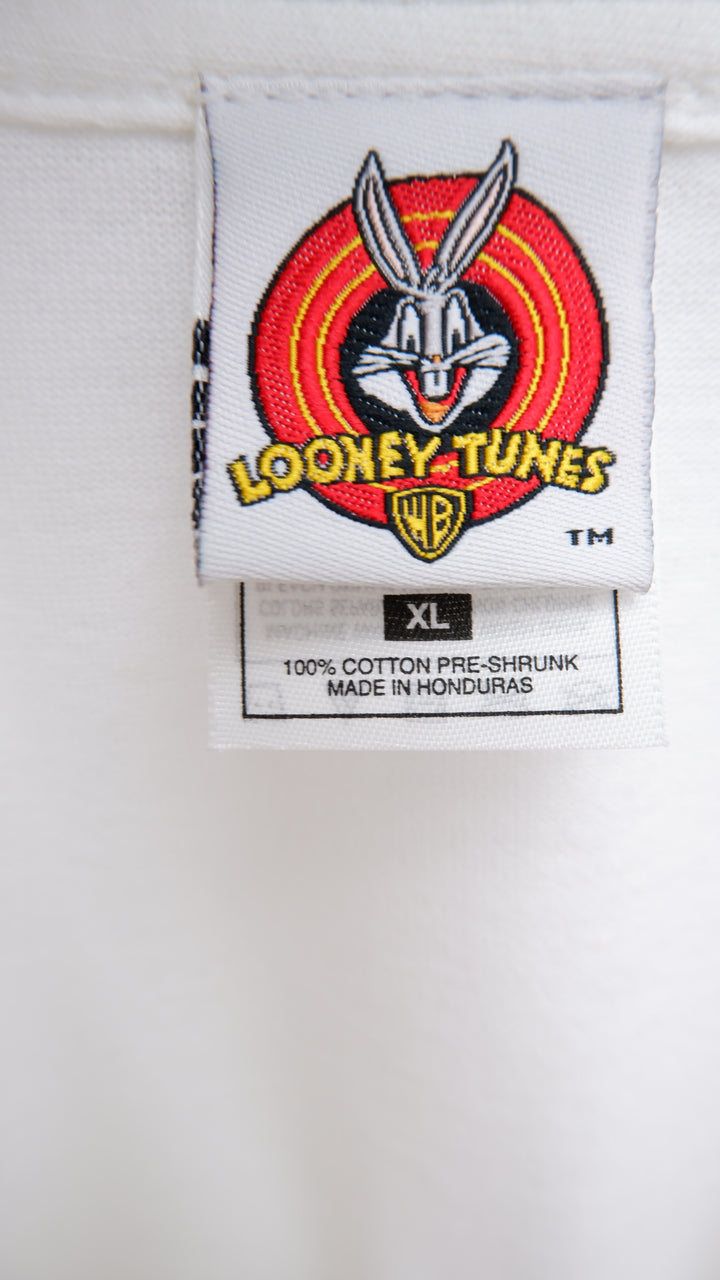 LOONEY TUNES
WB
TM
XL
100% COTTON PRE-SHRUNK
MADE IN HONDURAS